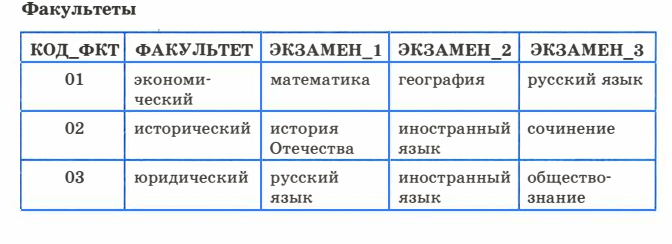 Факультеты
КОД_ФКТ ФАКУЛЬТЕТ ЭКЗАМЕН_1 ЭКЗАМЕН_2 ЭКЗАМЕН_3
01 экономи- математика география русский язык
ческий
02 исторический история иностранный сочинение
Отечества язык
03 юридический русский иностранный общество-
язык язык знание